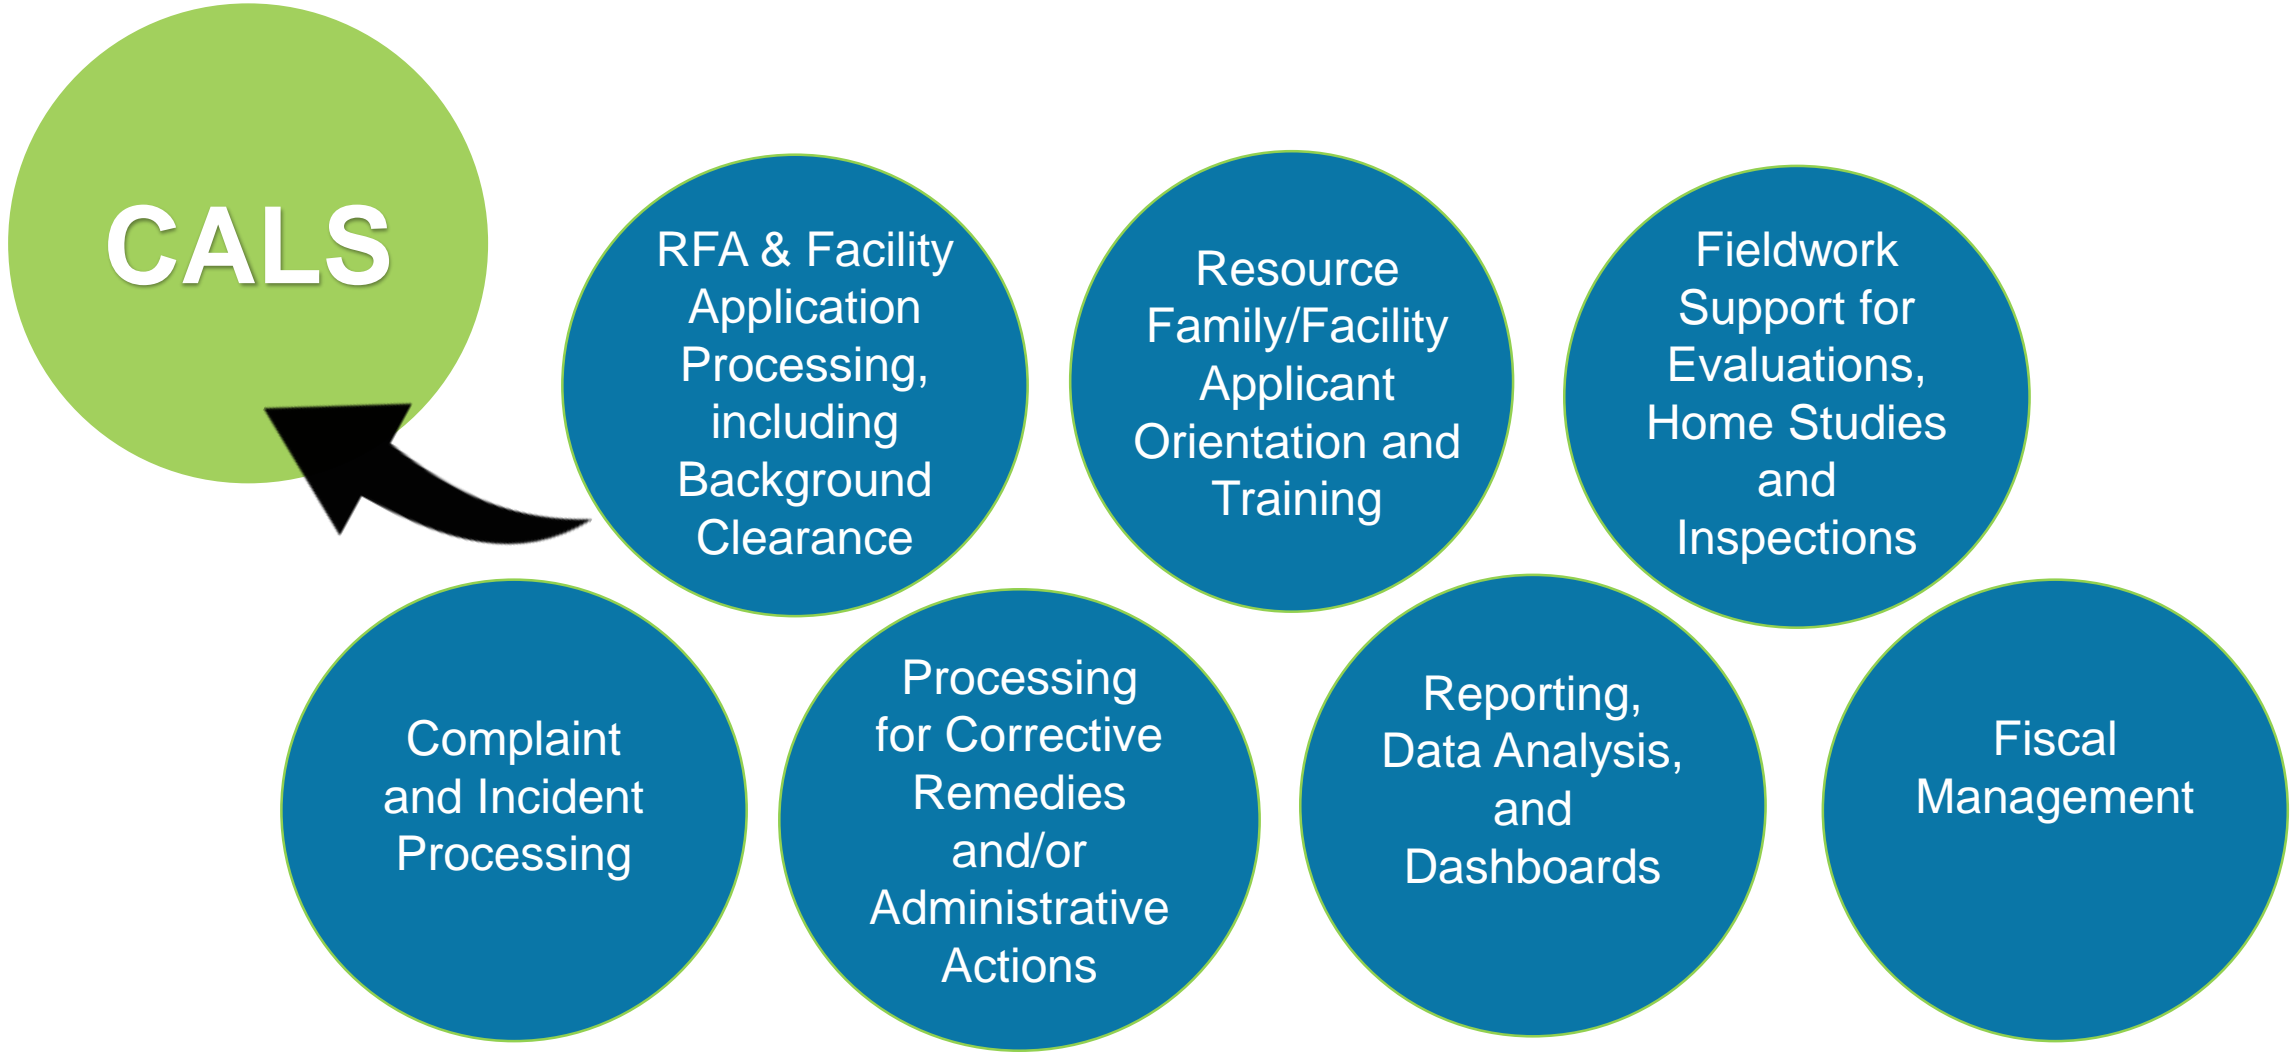 CALS
RFA & Facility
Application
Processing,
including
Background
Clearance
Resource
Family/Facility
Applicant
Orientation and
Training
Fieldwork
Support for
Evaluations,
Home Studies
and
Inspections
Complaint
and Incident
Processing
Processing
for Corrective
Remedies
and/or
Administrative
Actions
Reporting,
Data Analysis,
and
Dashboards
Fiscal
Management